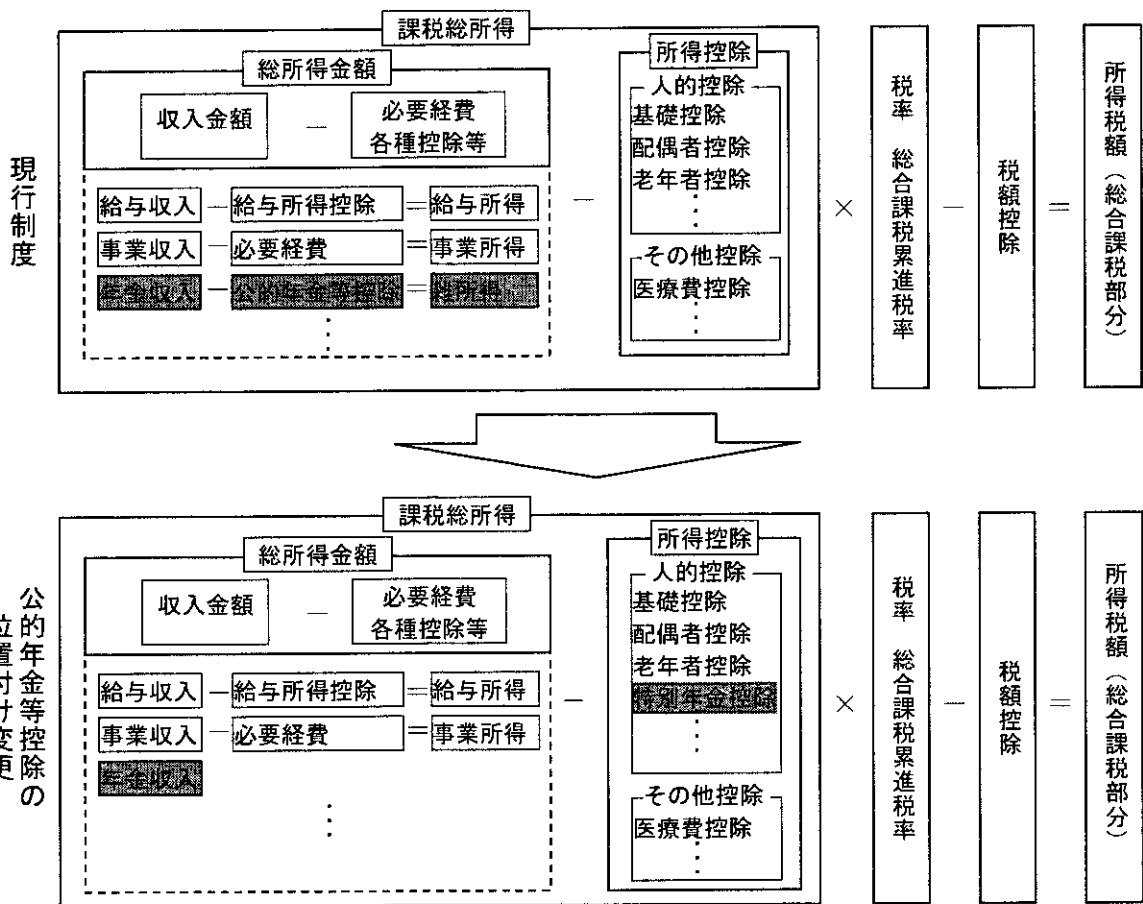 現行制度
課税総所得
総所得金額
収入金額 － 必要経費
各種控除等
給与収入 － 給与所得控除 ＝ 給与所得
事業収入 － 必要経費 ＝ 事業所得
年金収入 － 公的年金等控除 ＝ 雑所得
－
所得控除
人的控除
基礎控除
配偶者控除
老年者控除
その他控除
医療費控除
×
税率 総合課税累進税率
－
税額控除
＝
所得税額（総合課税部分）
公的年金等控除の
位置付け変更
課税総所得
総所得金額
収入金額 － 必要経費
各種控除等
給与収入 － 給与所得控除 ＝ 給与所得
事業収入 － 必要経費 ＝ 事業所得
年金収入
－
所得控除
人的控除
基礎控除
配偶者控除
老年者控除
特別年金控除
その他控除
医療費控除
×
税率 総合課税累進税率
－
税額控除
＝
所得税額（総合課税部分）